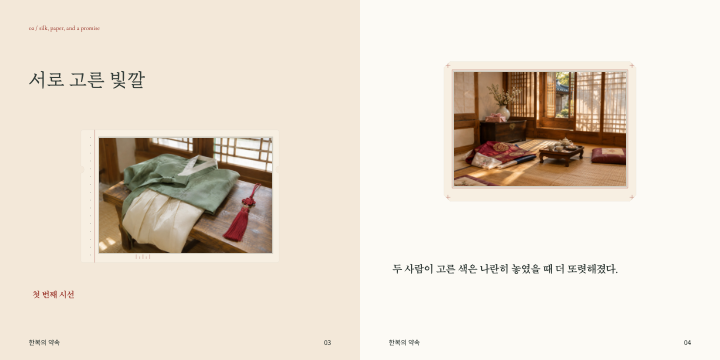 02 / silk, paper, and a promise
서로 고른 빛깔
첫 번째 시선
한복의 약속
03
두 사람이 고른 색은 나란히 놓였을 때 더 또렷해졌다.
한복의 약속
04